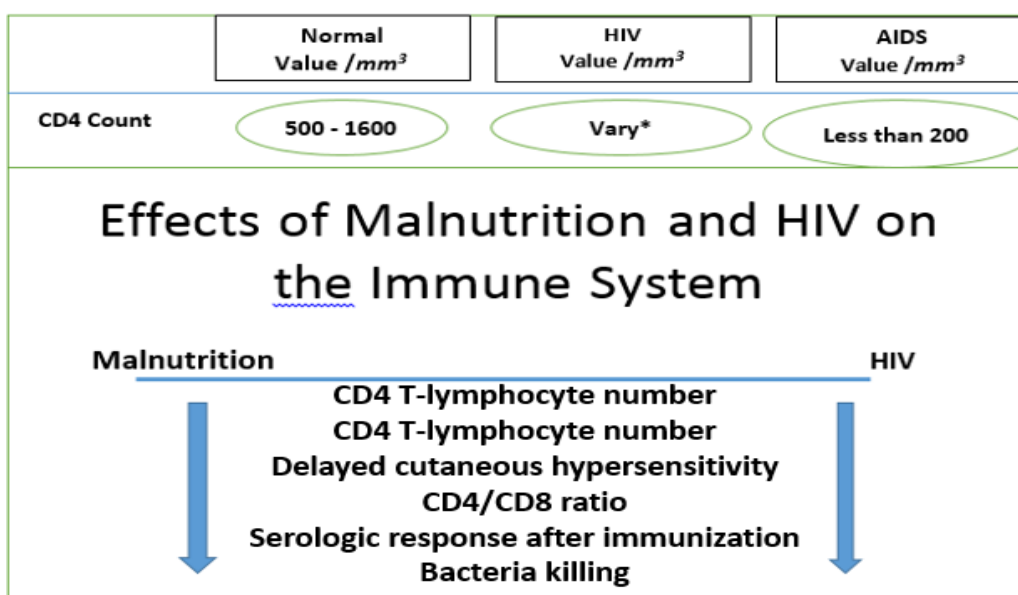 Normal
Value /mm³
HIV
Value /mm³
AIDS
Value /mm³
CD4 Count
500 - 1600
Vary*
Less than 200
Effects of Malnutrition and HIV on
the Immune System
Malnutrition
HIV
CD4 T-lymphocyte number
CD4 T-lymphocyte number
Delayed cutaneous hypersensitivity
CD4/CD8 ratio
Serologic response after immunization
Bacteria killing